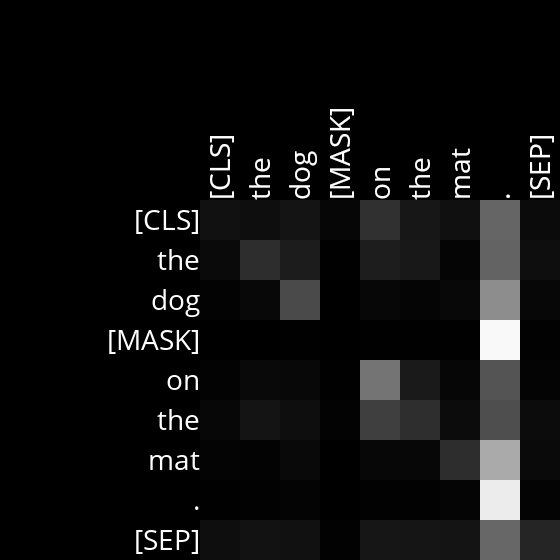 [CLS] the dog [MASK] on the mat . [SEP]
[CLS]
the
dog
[MASK]
on
the
mat
.
[SEP]